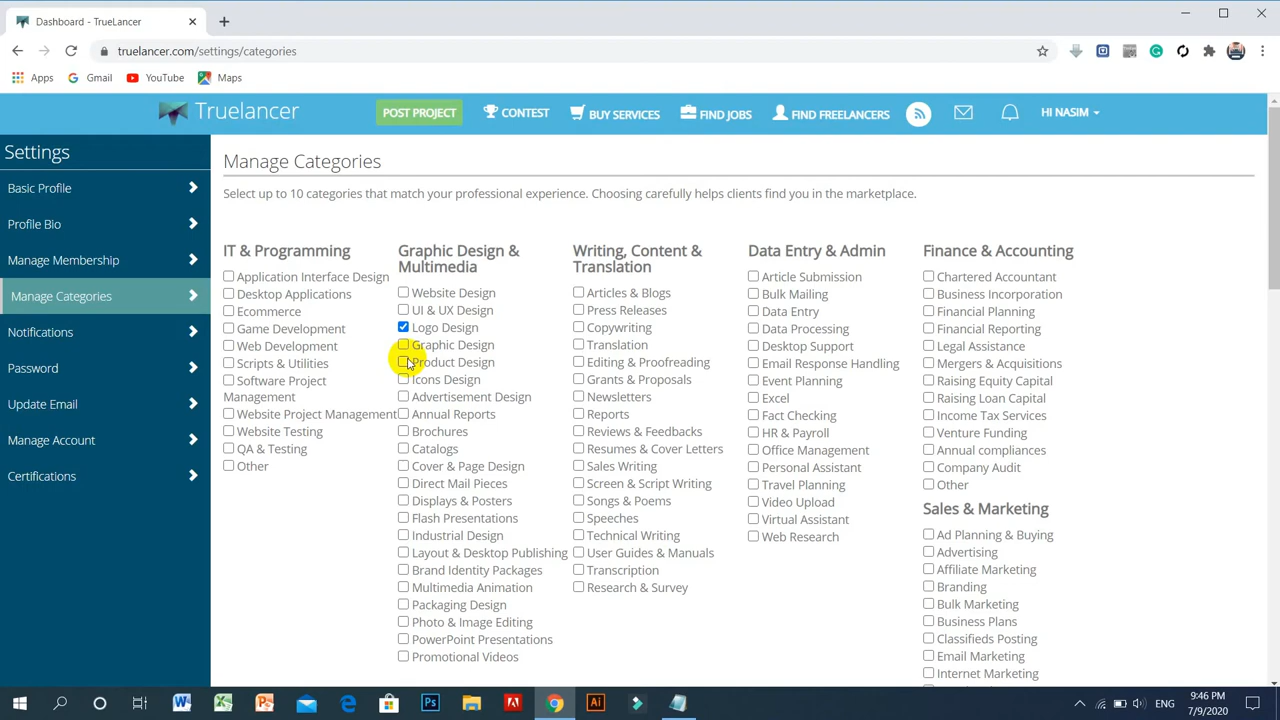 Dashboard - TrueLancer
truelancer.com/settings/categories
Apps
Gmail
YouTube
Maps
Truelancer
POST PROJECT
CONTEST
BUY SERVICES
FIND JOBS
FIND FREELANCERS
HI NASIM
Settings
Basic Profile
Profile Bio
Manage Membership
Manage Categories
Notifications
Password
Update Email
Manage Account
Certifications
Manage Categories
Select up to 10 categories that match your professional experience. Choosing carefully helps clients find you in the marketplace.
IT & Programming
Application Interface Design
Desktop Applications
Ecommerce
Game Development
Web Development
Scripts & Utilities
Software Project
Management
Website Project Management
Website Testing
QA & Testing
Other
Graphic Design &
Multimedia
Website Design
UI & UX Design
Logo Design
Graphic Design
Product Design
Icons Design
Advertisement Design
Annual Reports
Brochures
Catalogs
Cover & Page Design
Direct Mail Pieces
Displays & Posters
Flash Presentations
Industrial Design
Layout & Desktop Publishing
Brand Identity Packages
Multimedia Animation
Packaging Design
Photo & Image Editing
PowerPoint Presentations
Promotional Videos
Writing, Content &
Translation
Articles & Blogs
Press Releases
Copywriting
Translation
Editing & Proofreading
Grants & Proposals
Newsletters
Reports
Reviews & Feedbacks
Resumes & Cover Letters
Sales Writing
Screen & Script Writing
Songs & Poems
Speeches
Technical Writing
User Guides & Manuals
Transcription
Research & Survey
Data Entry & Admin
Article Submission
Bulk Mailing
Data Entry
Data Processing
Desktop Support
Email Response Handling
Event Planning
Excel
Fact Checking
HR & Payroll
Office Management
Personal Assistant
Travel Planning
Video Upload
Virtual Assistant
Web Research
Finance & Accounting
Chartered Accountant
Business Incorporation
Financial Planning
Financial Reporting
Legal Assistance
Mergers & Acquisitions
Raising Equity Capital
Raising Loan Capital
Income Tax Services
Venture Funding
Annual compliances
Company Audit
Other
Sales & Marketing
Ad Planning & Buying
Advertising
Affiliate Marketing
Branding
Bulk Marketing
Business Plans
Classifieds Posting
Email Marketing
Internet Marketing
Ps
Ai
ENG
9:46 PM
7/9/2020